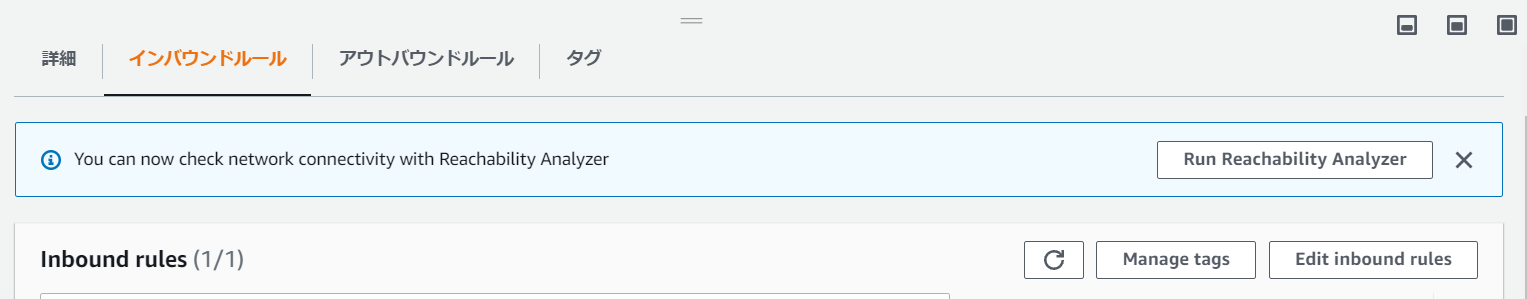 詳細 インバウンドルール アウトバウンドルール タグ
You can now check network connectivity with Reachability Analyzer Run Reachability Analyzer
Inbound rules (1/1) Manage tags Edit inbound rules